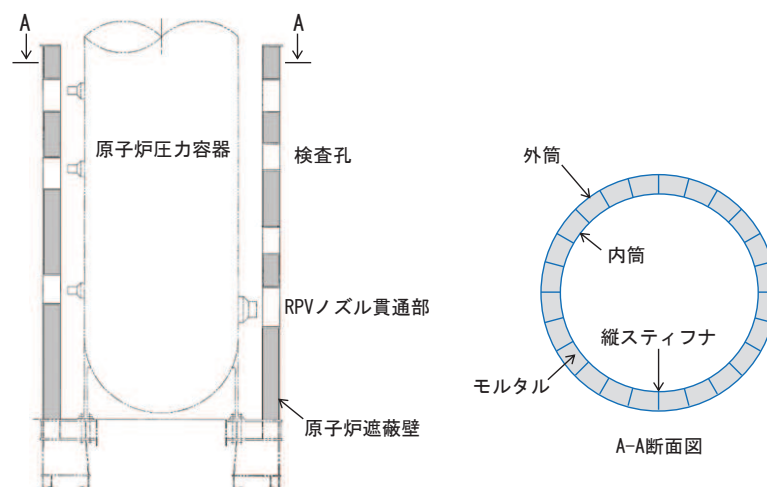 A
A
原子炉圧力容器
検査孔
RPVノズル貫通部
原子炉遮蔽壁
外筒
内筒
縦スティフナ
モルタル
A-A断面図